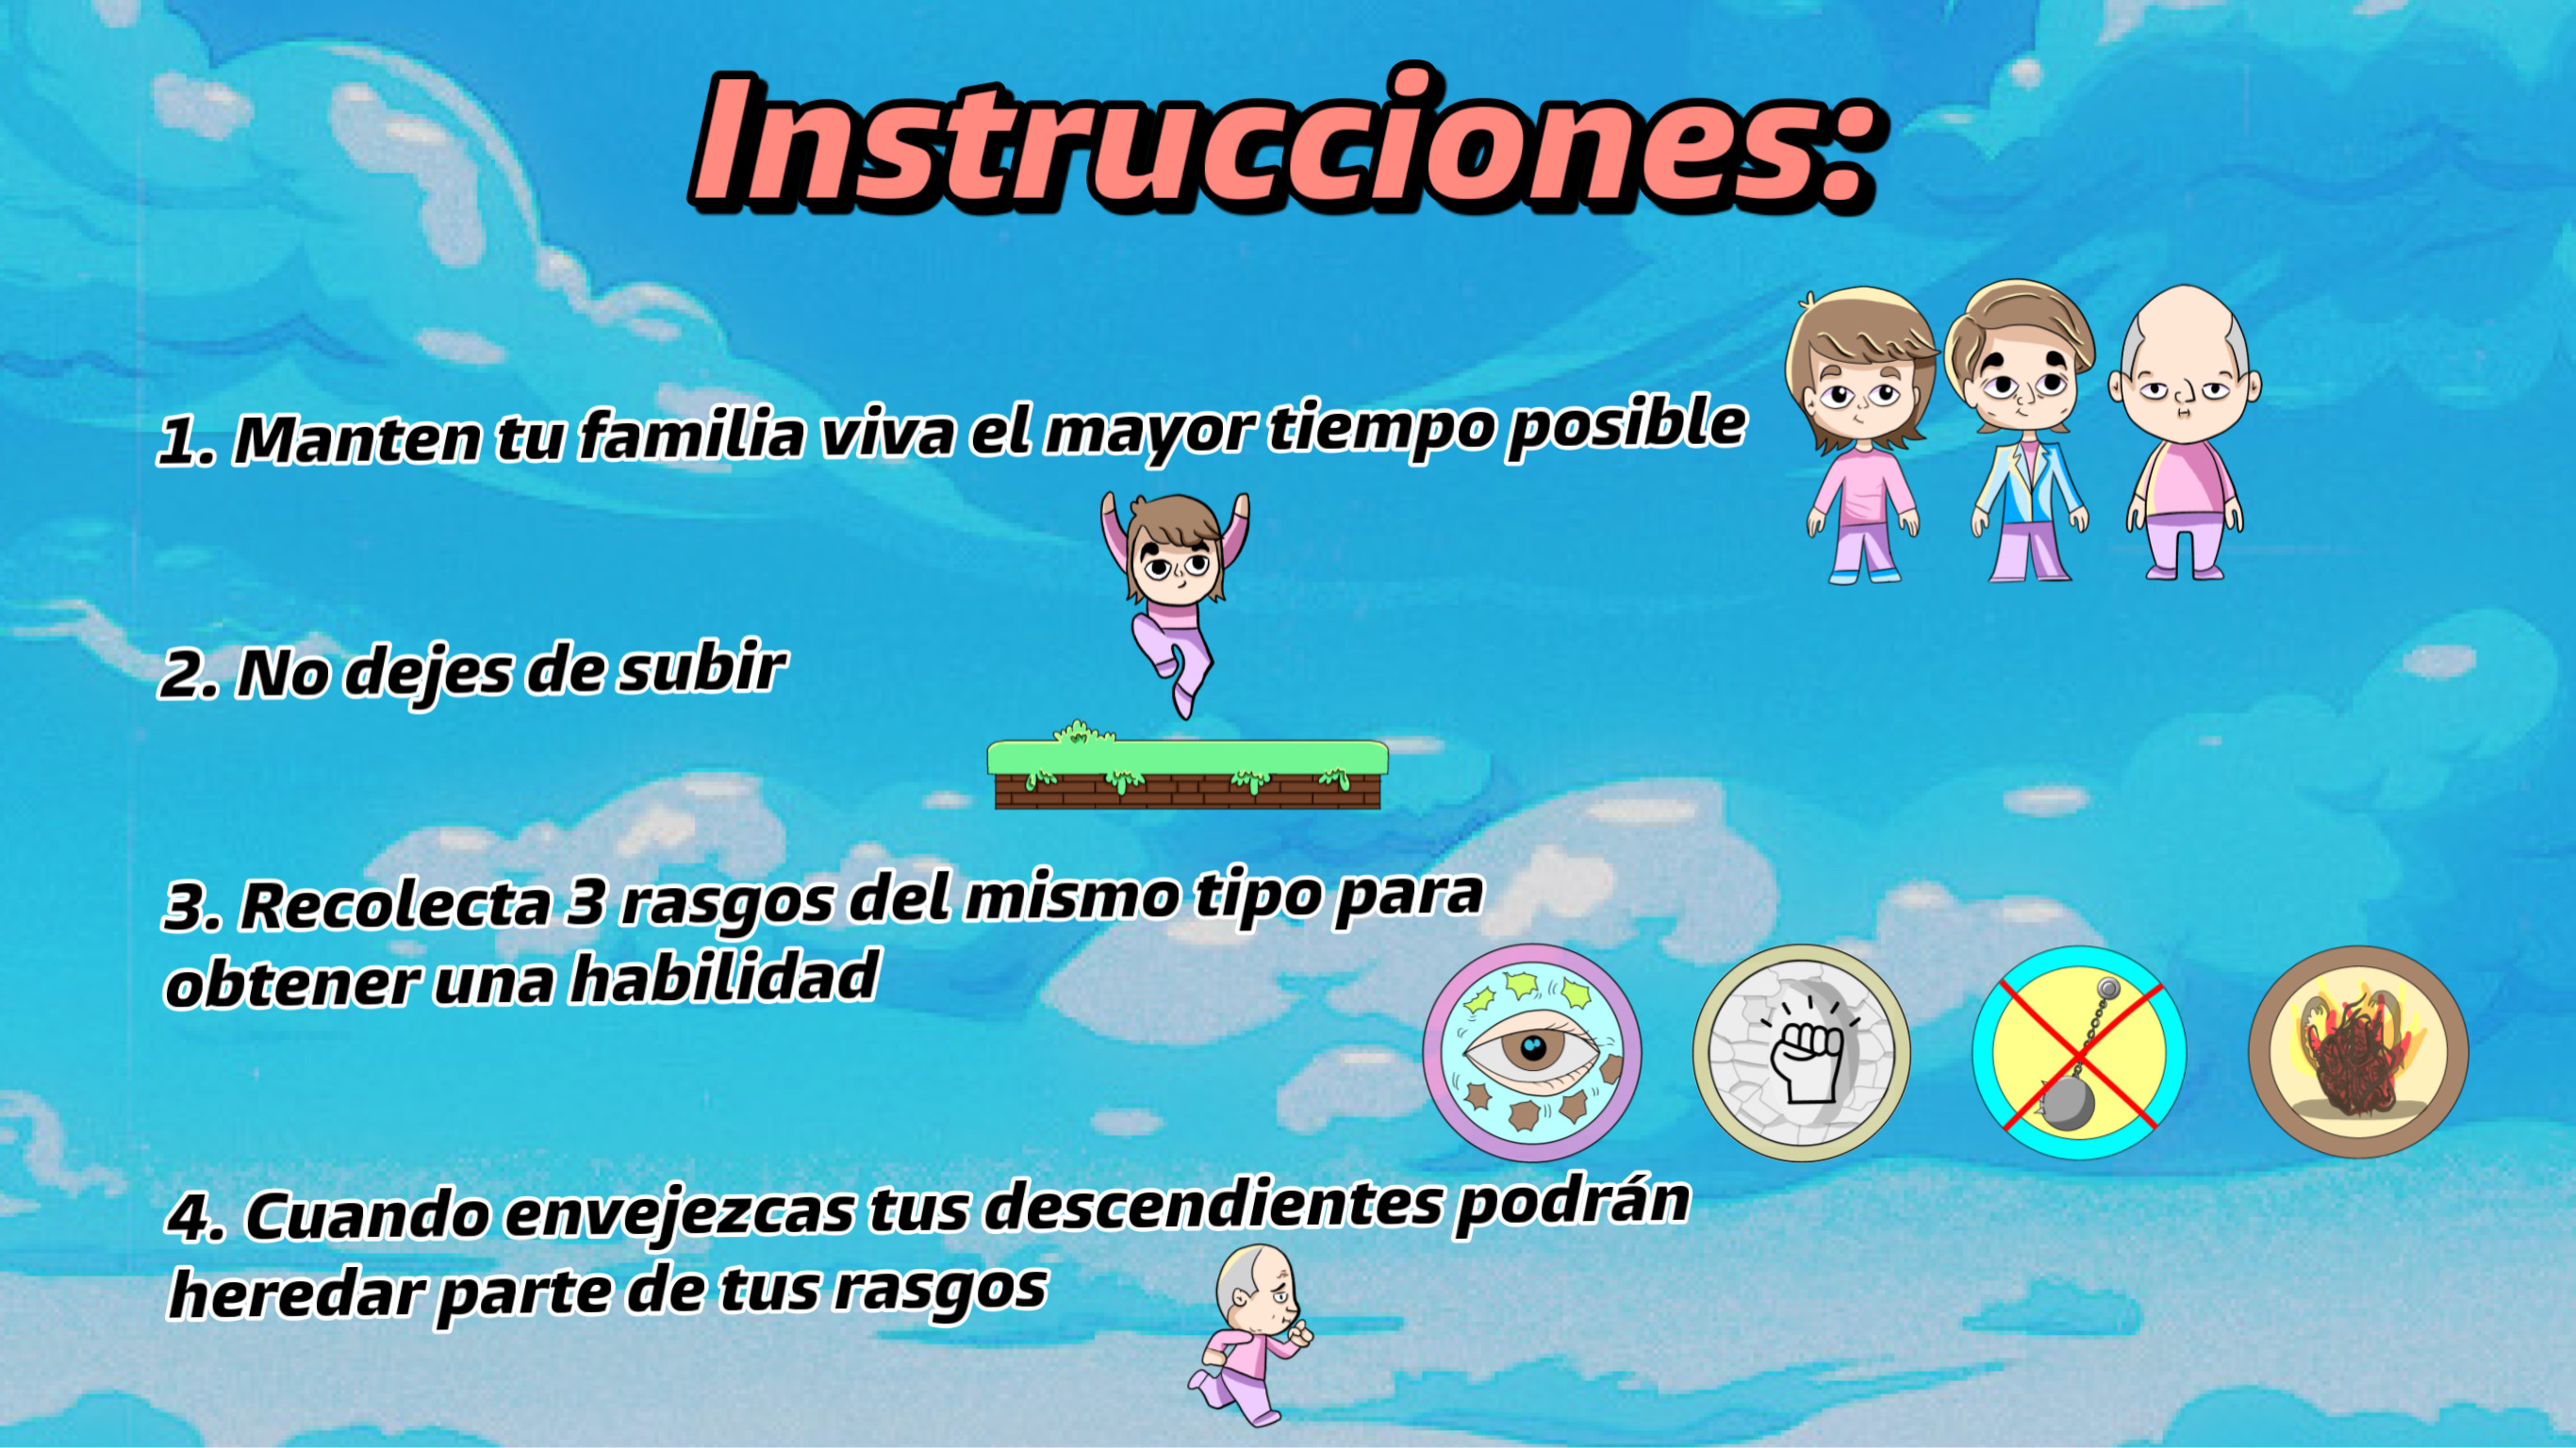 Instrucciones:
1. Manten tu familia viva el mayor tiempo posible
2. No dejes de subir
3. Recolecta 3 rasgos del mismo tipo para
obtener una habilidad
4. Cuando envejezcas tus descendientes podrán
heredar parte de tus rasgos